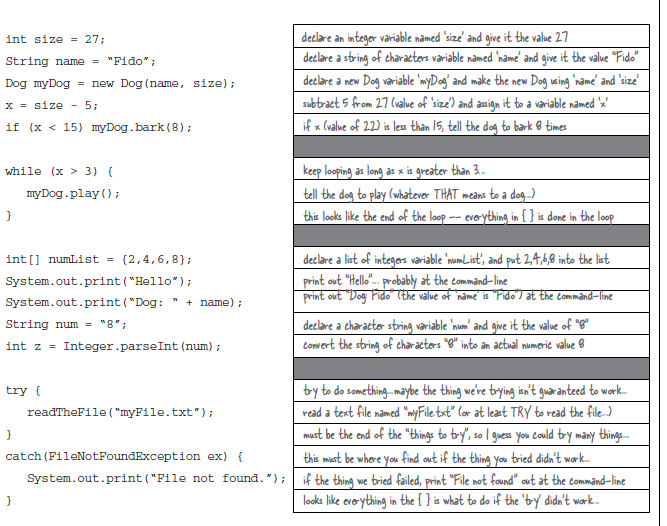 int size = 27;
declare an integer variable named 'size' and give it the value 27
String name = “Fido”;
declare a string of characters variable named 'name' and give it the value “Fido”
Dog myDog = new Dog(name, size);
declare a new Dog variable 'myDog' and make the new Dog using 'name' and 'size'
x = size - 5;
subtract 5 from 27 (value of 'size') and assign it to a variable named 'x'
if (x < 15) myDog.bark(8);
if x (value of 22) is less than 15, tell the dog to bark 8 times
while (x > 3) {
keep looping as long as x is greater than 3...
myDog.play();
tell the dog to play (whatever THAT means to a dog...)
}
this looks like the end of the loop -- everything in { } is done in the loop
int[] numList = {2,4,6,8};
declare a list of integers variable 'numList', and put 2,4,6,8 into the list
System.out.print(“Hello”);
print out “Hello”... probably at the command-line
System.out.print(“Dog: “ + name);
print out “Dog: Fido” (the value of 'name' is “Fido”) at the command-line
String num = “8”;
declare a character string variable 'num' and give it the value of “8”
int z = Integer.parseInt(num);
convert the string of characters “8” into an actual numeric value 8
try {
try to do something...maybe the thing we're trying isn't guaranteed to work...
readTheFile(“myFile.txt”);
read a text file named “myFile.txt” (or at least TRY to read the file...)
}
must be the end of the “things to try”, so I guess you could try many things...
catch(FileNotFoundException ex) {
this must be where you find out if the thing you tried didn't work...
System.out.print(“File not found.”);
if the thing we tried failed, print “File not found” out at the command-line
}
looks like everything in the { } is what to do if the 'try' didn't work...